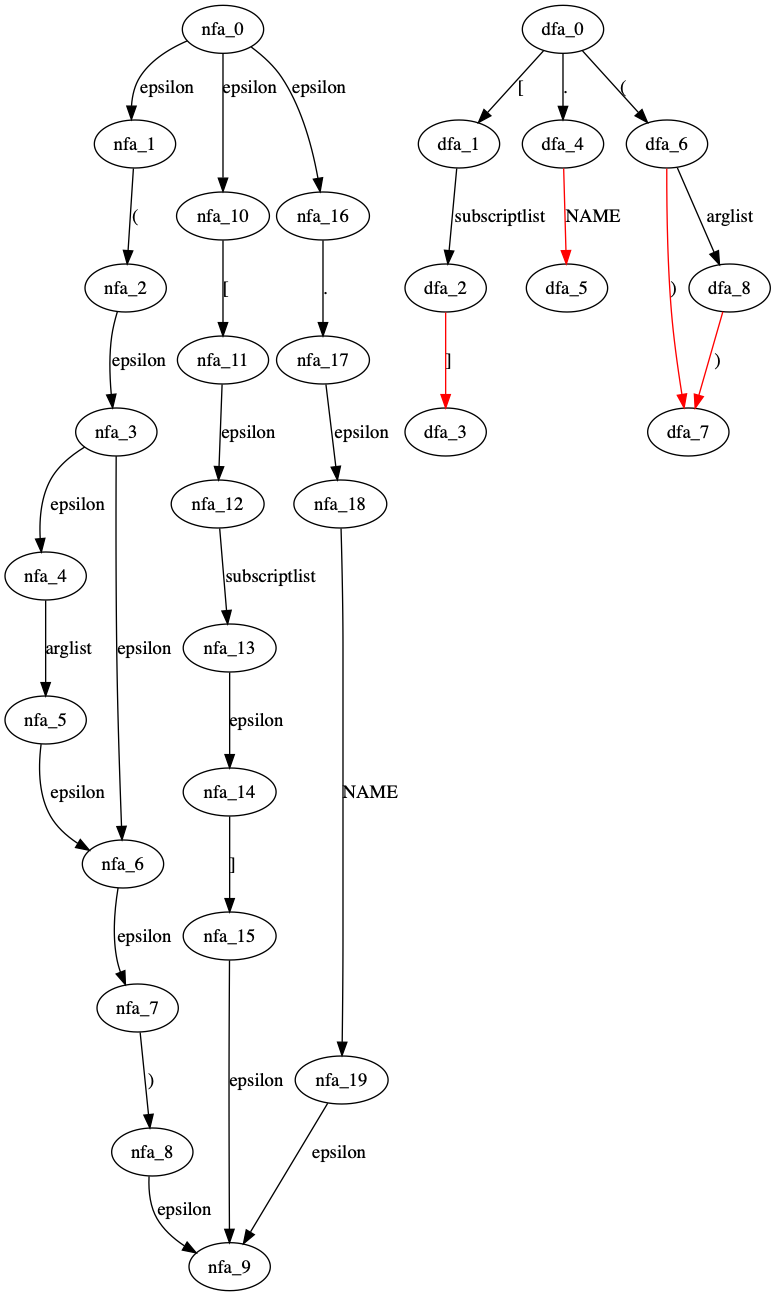 nfa_0
dfa_0
epsilon
epsilon
epsilon
[
.
(
nfa_1
dfa_1
dfa_4
dfa_6
(
nfa_10
nfa_16
subscriptlist
NAME
arglist
nfa_2
[
.
dfa_2
dfa_5
)
dfa_8
epsilon
nfa_11
nfa_17
]
)
nfa_3
epsilon
epsilon
dfa_3
dfa_7
epsilon
nfa_12
nfa_18
nfa_4
subscriptlist
arglist
epsilon
nfa_13
nfa_5
epsilon
epsilon
nfa_14
NAME
nfa_6
]
epsilon
nfa_15
nfa_7
)
epsilon
nfa_19
nfa_8
epsilon
epsilon
nfa_9